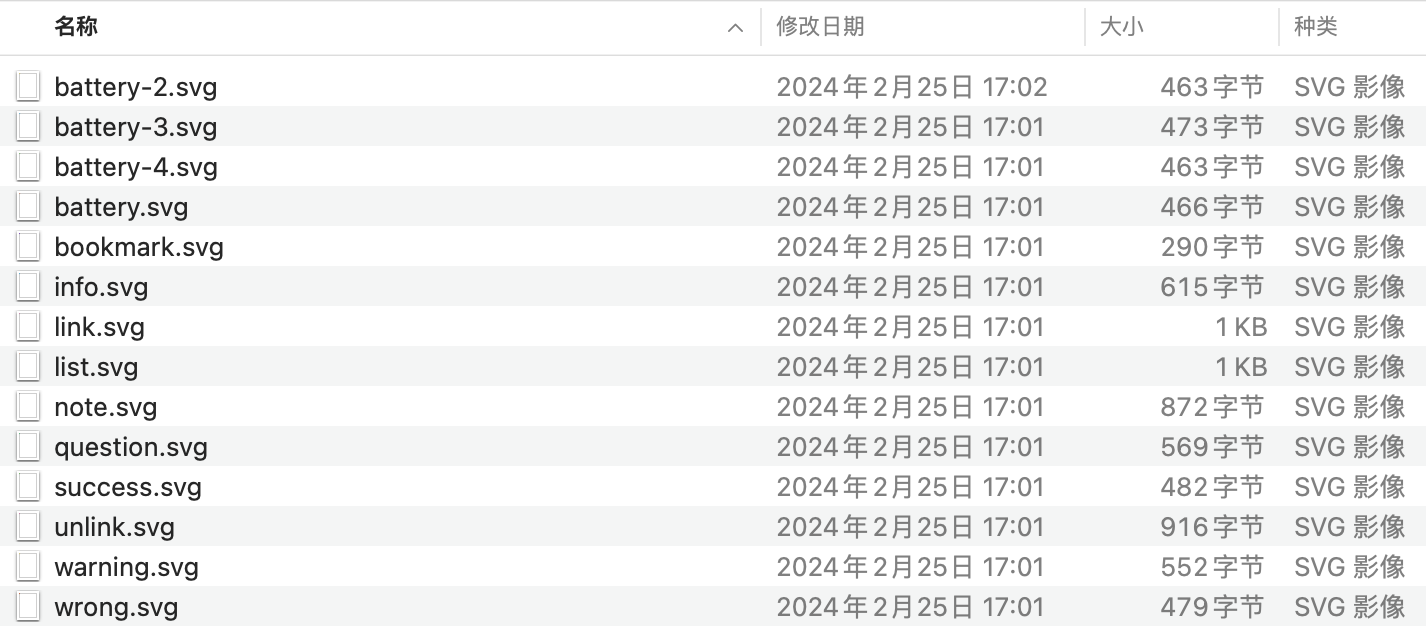 名称 修改日期 大小 种类
battery-2.svg 2024年2月25日 17:02 463字节 SVG 影像
battery-3.svg 2024年2月25日 17:01 473字节 SVG 影像
battery-4.svg 2024年2月25日 17:01 463字节 SVG 影像
battery.svg 2024年2月25日 17:01 466字节 SVG 影像
bookmark.svg 2024年2月25日 17:01 290字节 SVG 影像
info.svg 2024年2月25日 17:01 615字节 SVG 影像
link.svg 2024年2月25日 17:01 1 KB SVG 影像
list.svg 2024年2月25日 17:01 1 KB SVG 影像
note.svg 2024年2月25日 17:01 872字节 SVG 影像
question.svg 2024年2月25日 17:01 569字节 SVG 影像
success.svg 2024年2月25日 17:01 482字节 SVG 影像
unlink.svg 2024年2月25日 17:01 916字节 SVG 影像
warning.svg 2024年2月25日 17:01 552字节 SVG 影像
wrong.svg 2024年2月25日 17:01 479字节 SVG 影像